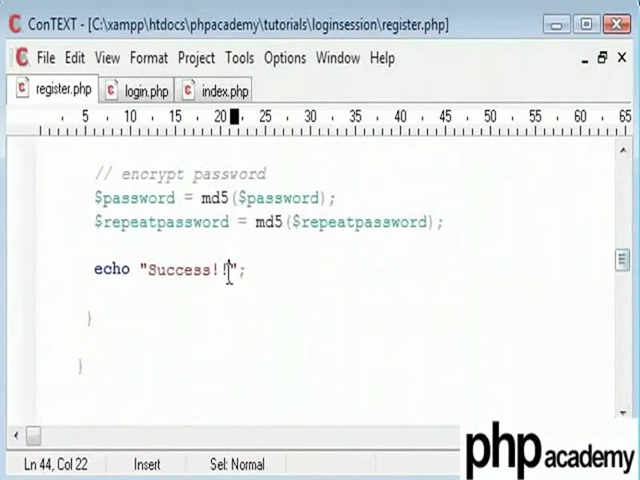 ConTEXT - [C:\xampp\htdocs\phpacademy\tutorials\loginsession\register.php]
File Edit View Format Project Tools Options Window Help
register.php login.php index.php
5 10 15 20 25 30 35 40 45 50 55 60 65
// encrypt password
$password = md5($password);
$repeatpassword = md5($repeatpassword);
echo "Success!!";
}
}
php academy
Ln 44, Col 22 Insert Sel: Normal